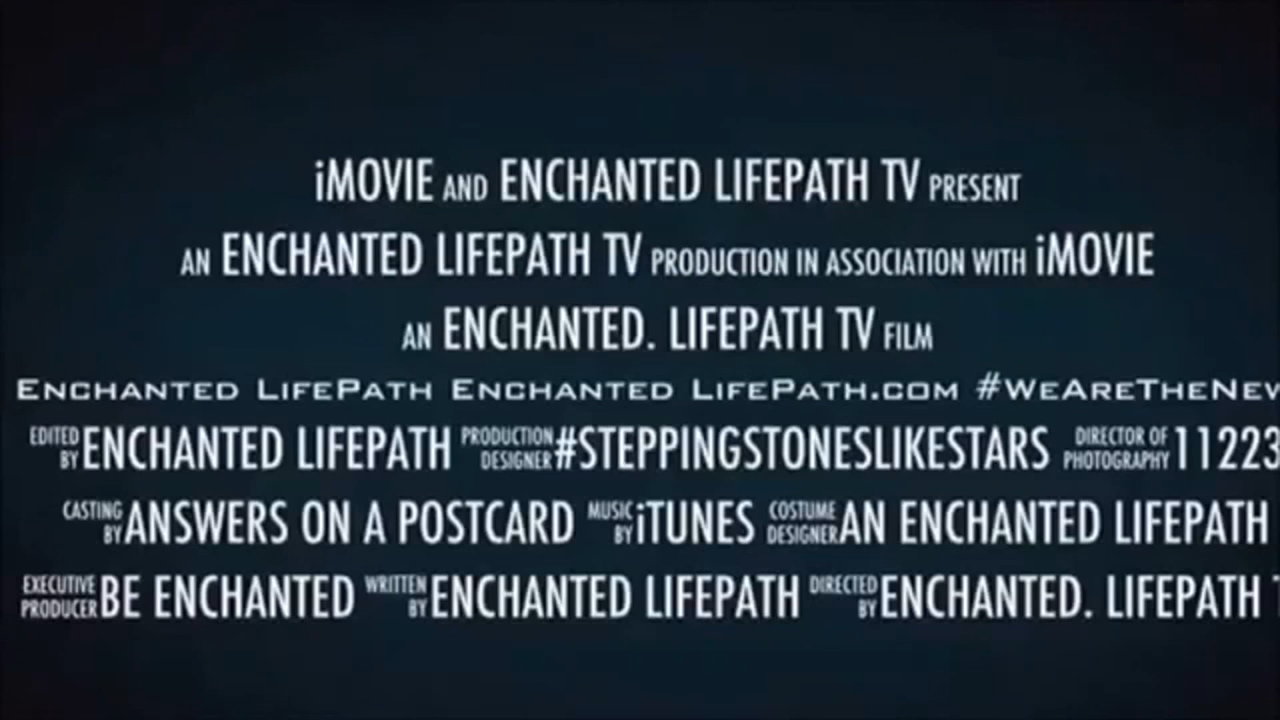 iMOVIE AND ENCHANTED LIFEPATH TV PRESENT
AN ENCHANTED LIFEPATH TV PRODUCTION IN ASSOCIATION WITH iMOVIE
AN ENCHANTED. LIFEPATH TV FILM
ENCHANTED LIFEPATH ENCHANTED LIFEPATH.COM #WEARETHENEW
EDITED BY ENCHANTED LIFEPATH PRODUCTION DESIGNER #STEPPINGSTONESLIKESTARS DIRECTOR OF PHOTOGRAPHY 11223
CASTING BY ANSWERS ON A POSTCARD MUSIC BY iTUNES COSTUME DESIGNER AN ENCHANTED LIFEPATH
EXECUTIVE PRODUCER BE ENCHANTED WRITTEN BY ENCHANTED LIFEPATH DIRECTED BY ENCHANTED. LIFEPATH